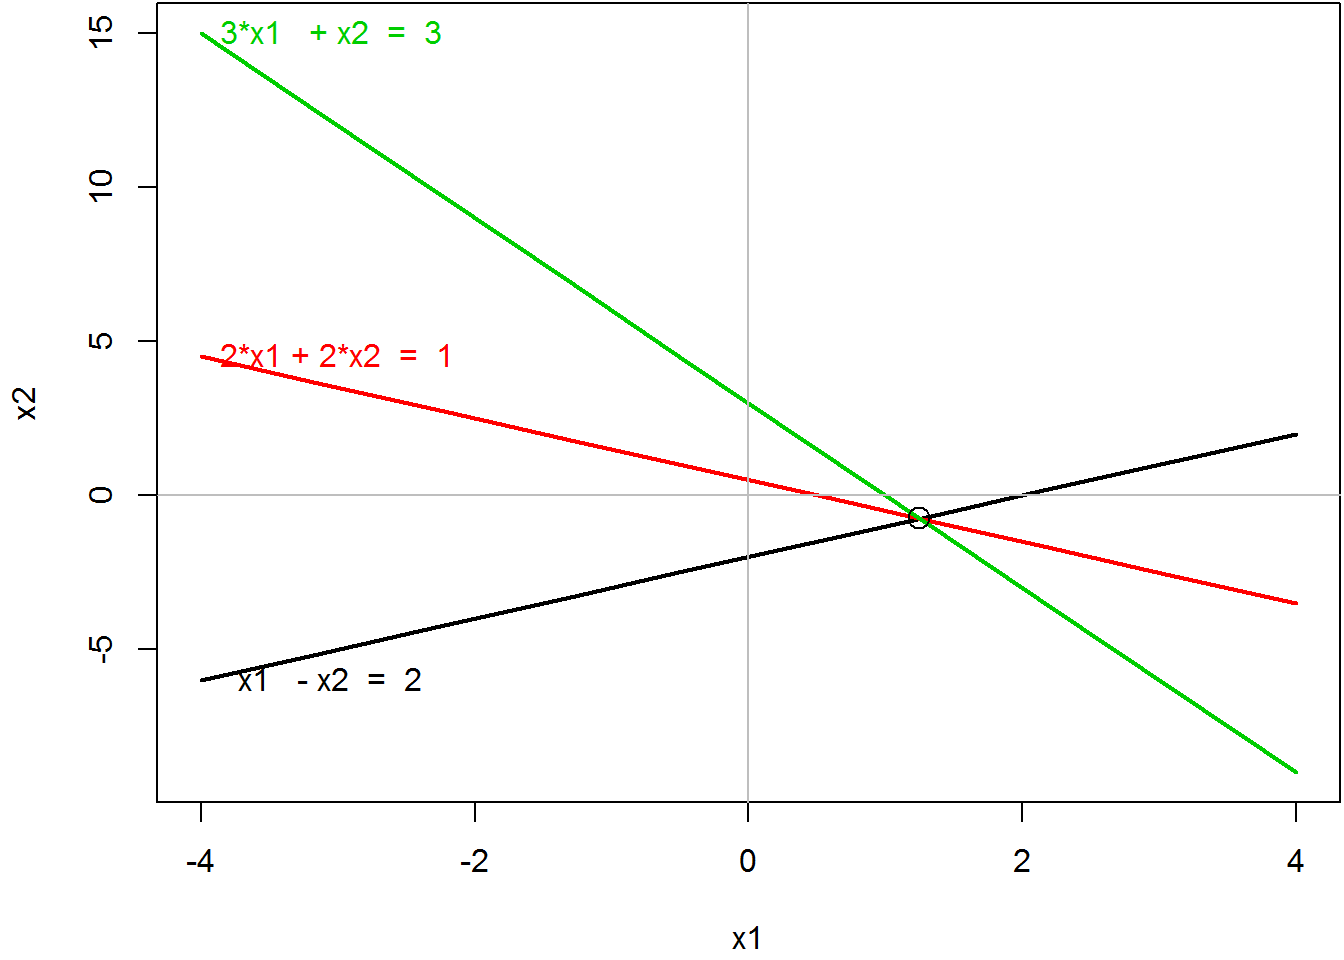 15
3*x1   + x2  =  3
10
5
2*x1 + 2*x2  =  1
x2
0
-5
x1   - x2  =  2
-4
-2
0
2
4
x1